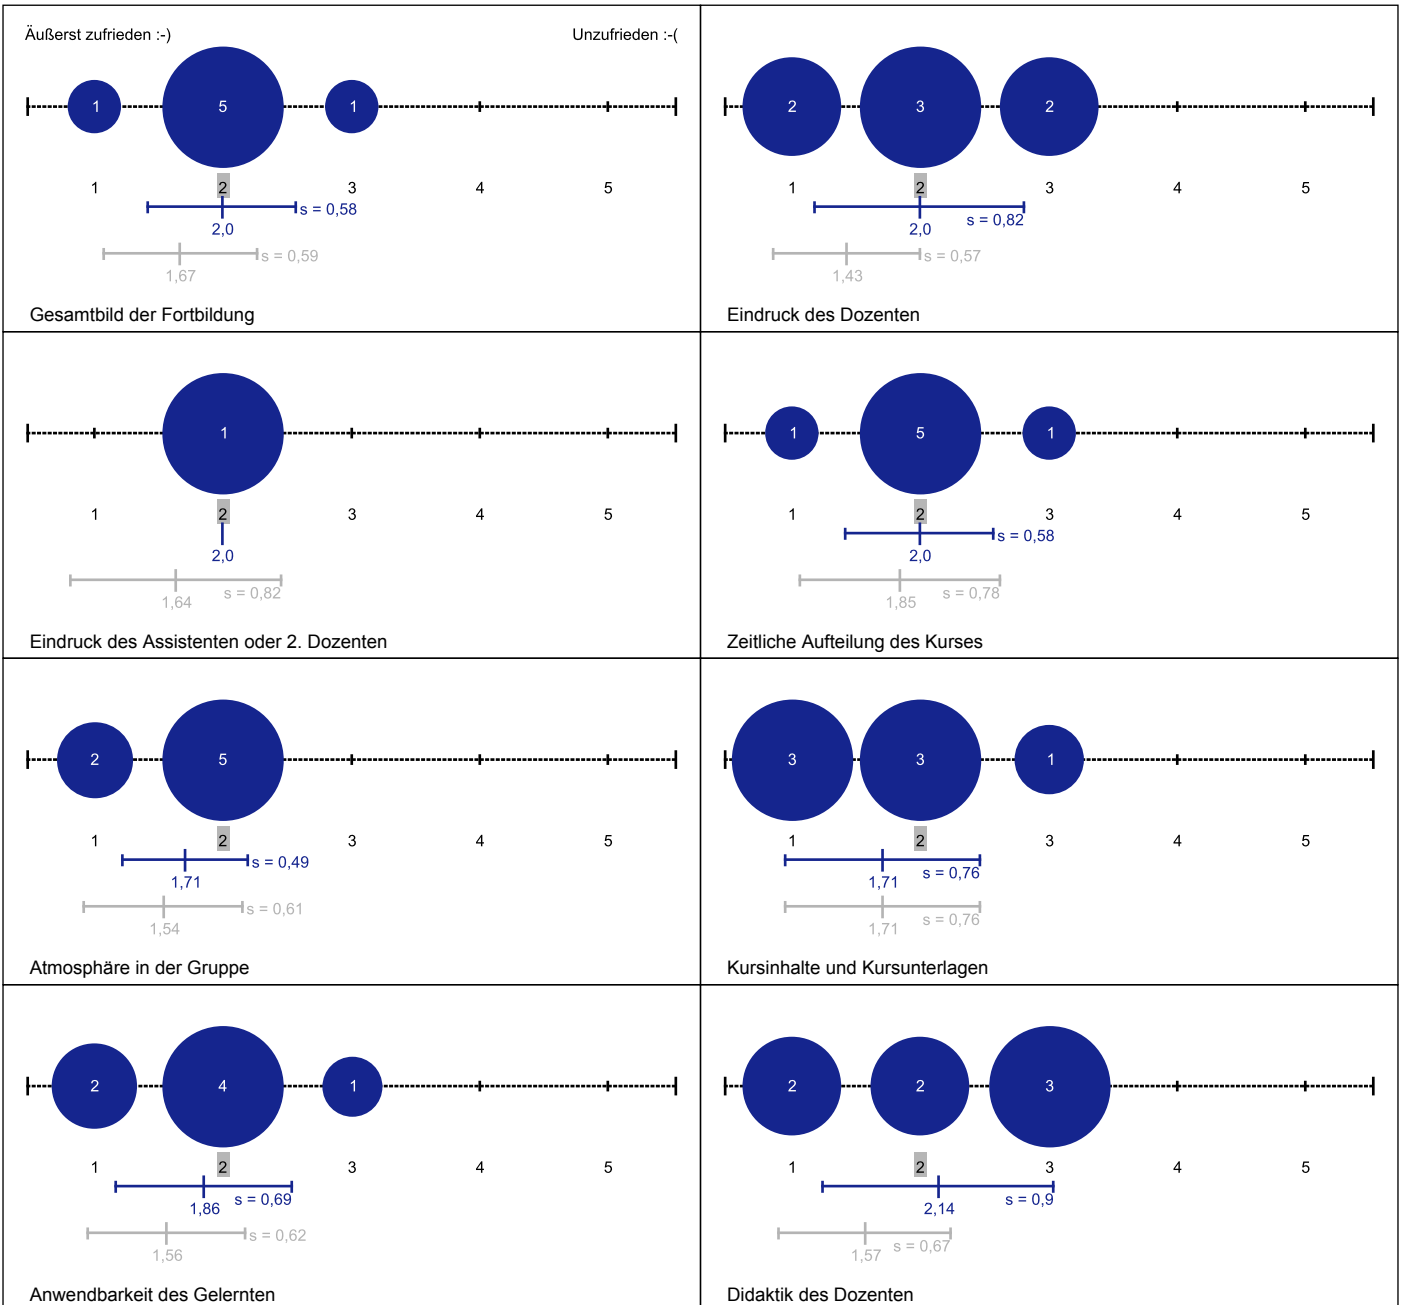 Äußerst zufrieden :-) Unzufrieden :-(
1 5 1
1 2 3 4 5
s = 0,58
2,0
s = 0,59
1,67
Gesamtbild der Fortbildung
2 3 2
1 2 3 4 5
s = 0,82
2,0
s = 0,57
1,43
Eindruck des Dozenten
1
1 2 3 4 5
2,0
s = 0,82
1,64
Eindruck des Assistenten oder 2. Dozenten
1 5 1
1 2 3 4 5
s = 0,58
2,0
s = 0,78
1,85
Zeitliche Aufteilung des Kurses
2 5
1 2 3 4 5
s = 0,49
1,71
s = 0,61
1,54
Atmosphäre in der Gruppe
3 3 1
1 2 3 4 5
s = 0,76
1,71
s = 0,76
1,71
Kursinhalte und Kursunterlagen
2 4 1
1 2 3 4 5
s = 0,69
1,86
s = 0,62
1,56
Anwendbarkeit des Gelernten
2 2 3
1 2 3 4 5
s = 0,9
2,14
s = 0,67
1,57
Didaktik des Dozenten